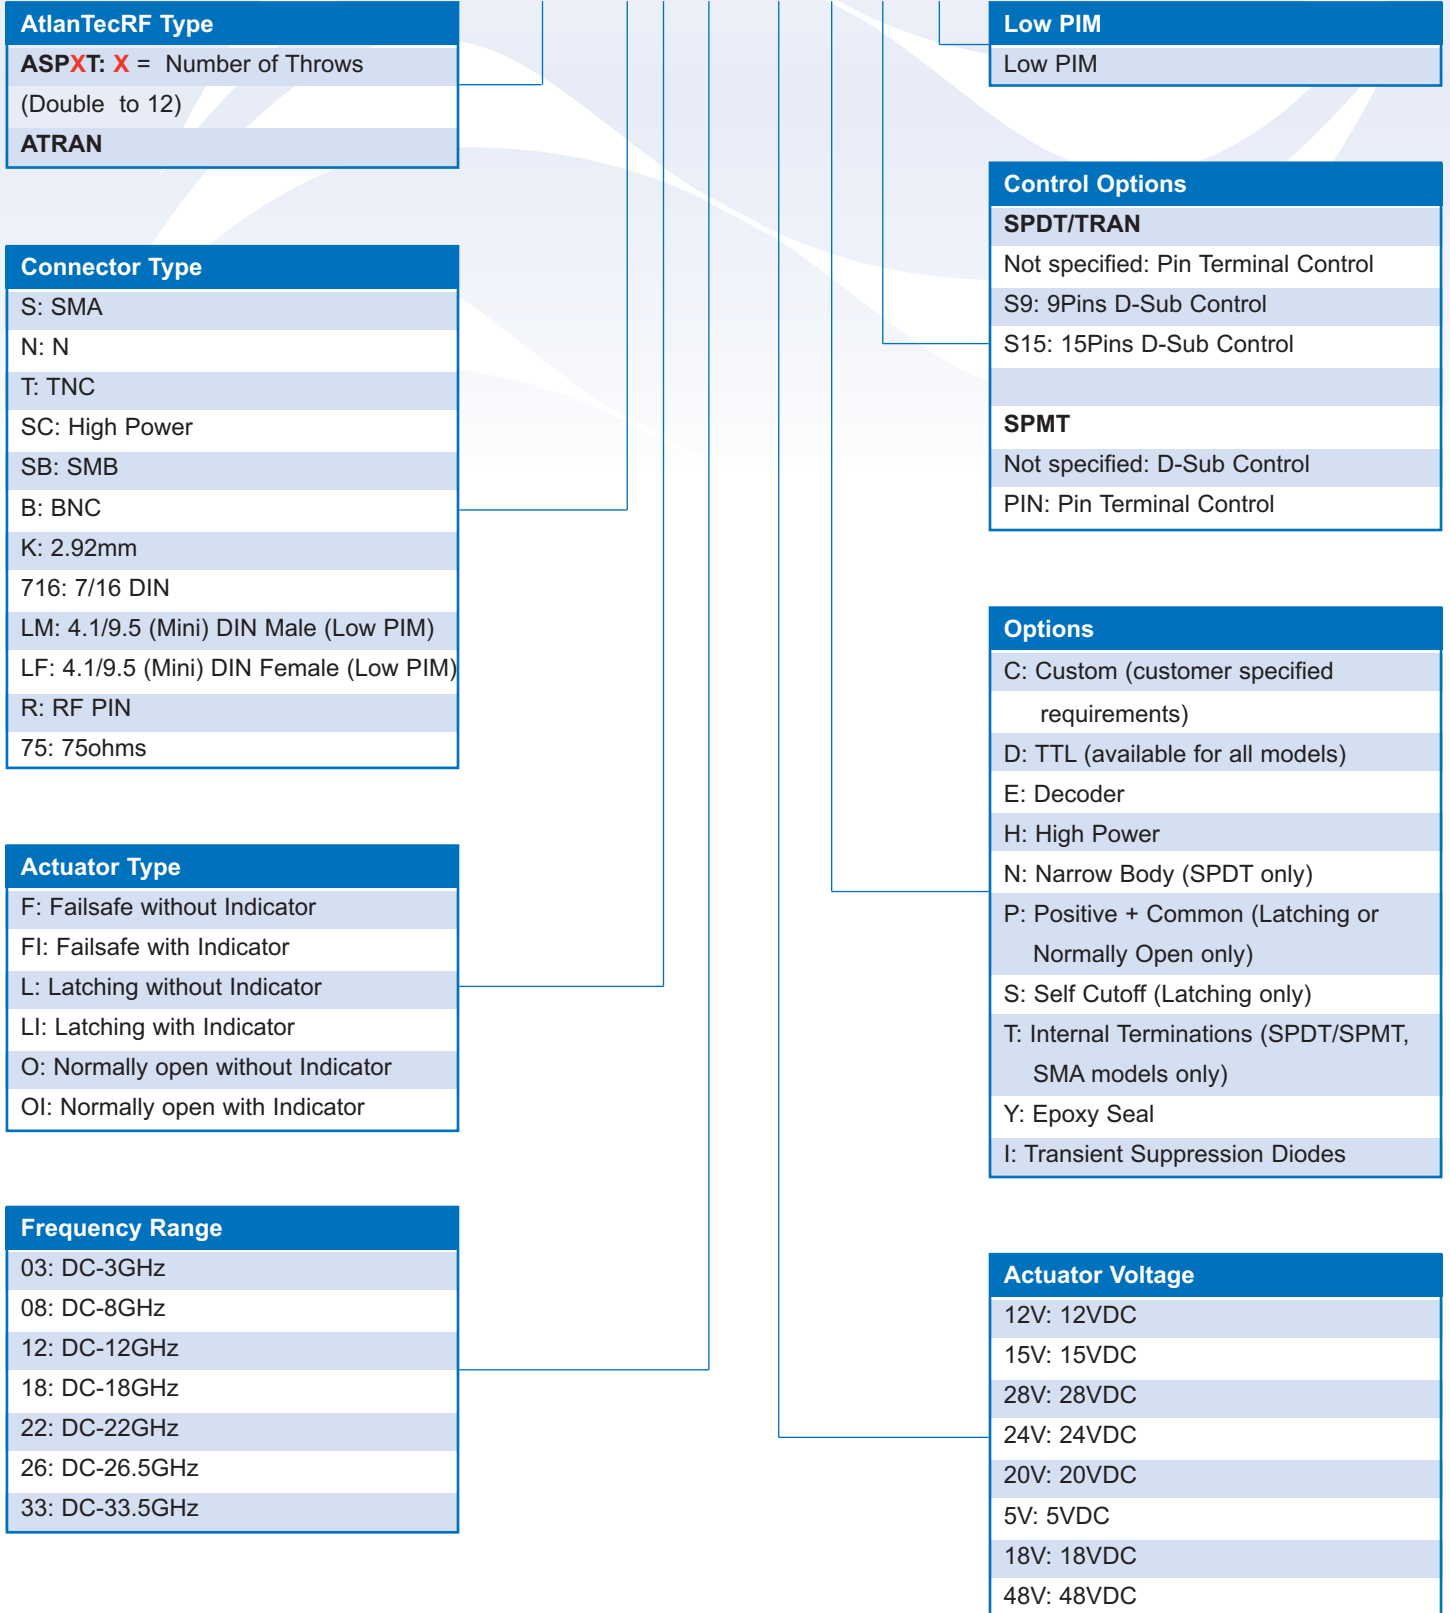 AtlanTecRF Type
ASPXT: X = Number of Throws
(Double to 12)
ATRAN
Connector Type
S: SMA
N: N
T: TNC
SC: High Power
SB: SMB
B: BNC
K: 2.92mm
716: 7/16 DIN
LM: 4.1/9.5 (Mini) DIN Male (Low PIM)
LF: 4.1/9.5 (Mini) DIN Female (Low PIM)
R: RF PIN
75: 75ohms
Actuator Type
F: Failsafe without Indicator
FI: Failsafe with Indicator
L: Latching without Indicator
LI: Latching with Indicator
O: Normally open without Indicator
OI: Normally open with Indicator
Frequency Range
03: DC-3GHz
08: DC-8GHz
12: DC-12GHz
18: DC-18GHz
22: DC-22GHz
26: DC-26.5GHz
33: DC-33.5GHz
Low PIM
Low PIM
Control Options
SPDT/TRAN
Not specified: Pin Terminal Control
S9: 9Pins D-Sub Control
S15: 15Pins D-Sub Control
SPMT
Not specified: D-Sub Control
PIN: Pin Terminal Control
Options
C: Custom (customer specified
requirements)
D: TTL (available for all models)
E: Decoder
H: High Power
N: Narrow Body (SPDT only)
P: Positive + Common (Latching or
Normally Open only)
S: Self Cutoff (Latching only)
T: Internal Terminations (SPDT/SPMT,
SMA models only)
Y: Epoxy Seal
I: Transient Suppression Diodes
Actuator Voltage
12V: 12VDC
15V: 15VDC
28V: 28VDC
24V: 24VDC
20V: 20VDC
5V: 5VDC
18V: 18VDC
48V: 48VDC